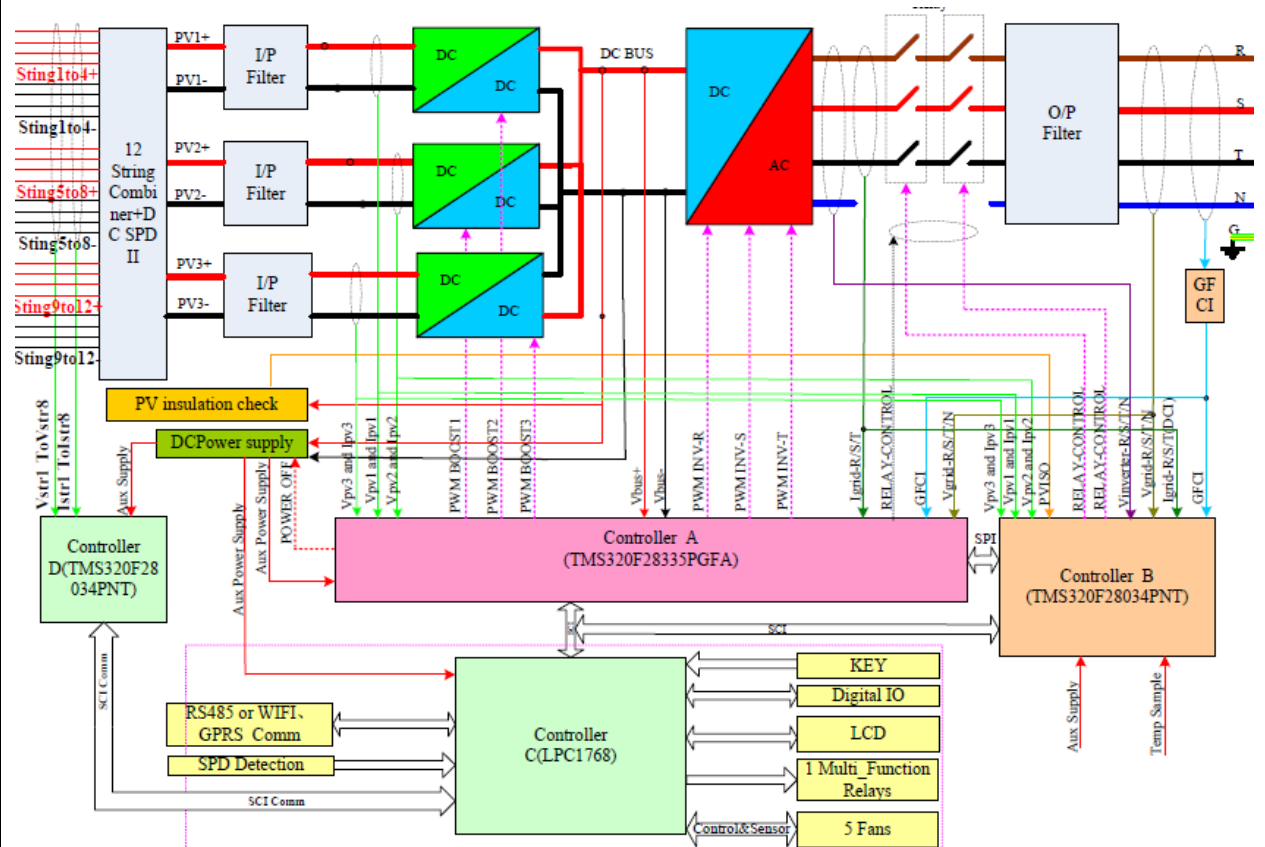 PV1+
PV1-
Sting1to4+
Sting1to4-
PV2+
PV2-
Sting5to8+
Sting5to8-
PV3+
PV3-
Sting9to12+
Sting9to12-
12
String
Combi
ner+D
C SPD
II
I/P
Filter
I/P
Filter
I/P
Filter
DC
DC
DC
DC
DC
DC
DC BUS
DC
AC
O/P
Filter
R
S
T
N
G
GF
CI
PV insulation check
DCPower supply
Vstr1 ToVstr8
Istr1 ToIstr8
Aux Supply
Aux Power Supply
Aux Power Supply
POWER OFF
Vpv3 and Ipv3
Vpv1 and Ipv1
Vpv2 and Ipv2
PWM BOOST1
PWM BOOST2
PWM BOOST3
Vbus+
Vbus-
PWM INV-R
PWM INV-S
PWM INV-T
Igrid-R/S/T
RELAY-CONTROL
GFCI
Vgrid-R/S/T/N
Vpv3 and Ipv3
Vpv1 and Ipv1
Vpv2 and Ipv2
PVISO
RELAY-CONTROL
RELAY-CONTROL
Vinverter-R/S/T/N
Vgrid-R/S/T/N
Igrid-R/S/T(DCI)
GFCI
Controller
D(TMS320F28
034PNT)
Controller A
(TMS320F28335PGFA)
SPI
Controller B
(TMS320F28034PNT)
SCI
SCI Comm
SCI Comm
RS485 or WIFI、
GPRS Comm
SPD Detection
Controller
C(LPC1768)
KEY
Digital IO
LCD
1 Multi_Function
Relays
Control&Sensor
5 Fans
Aux Supply
Temp Sample